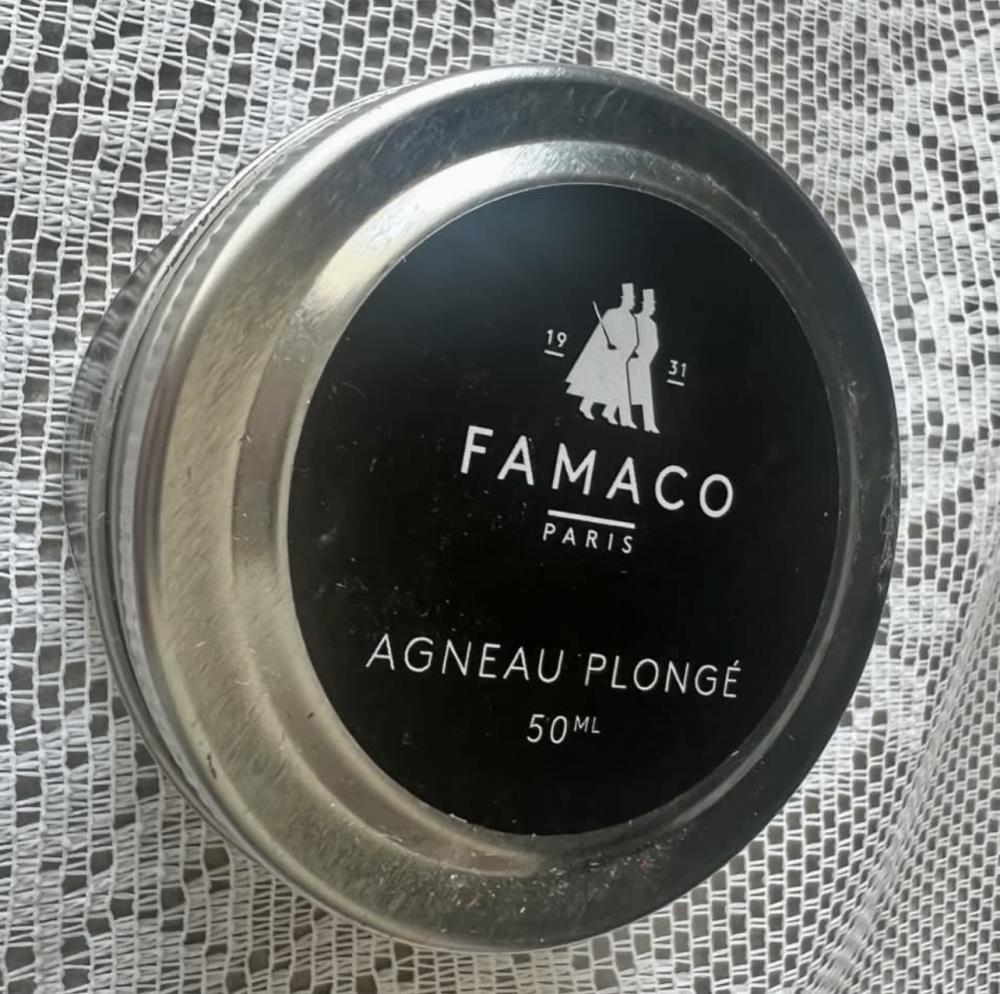 19
31
FAMACO
PARIS
AGNEAU PLONGÉ
50ML